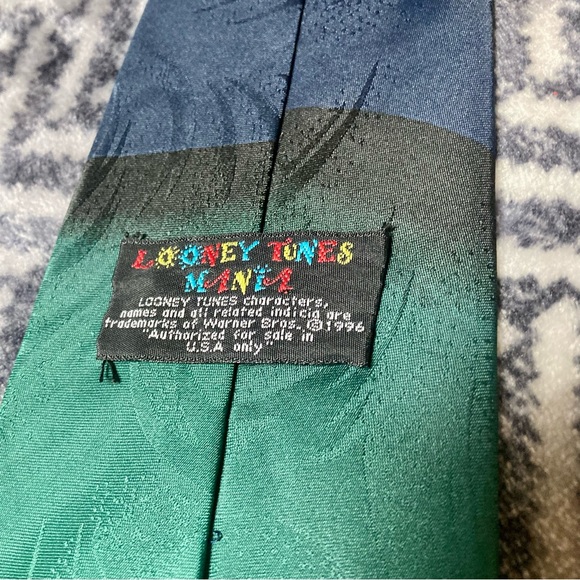 LOONEY TUNES
MANIA
LOONEY TUNES characters,
names and all related indicia are
trademarks of Warner Bros. ©1996
"Authorized for sale in
U.S.A only"